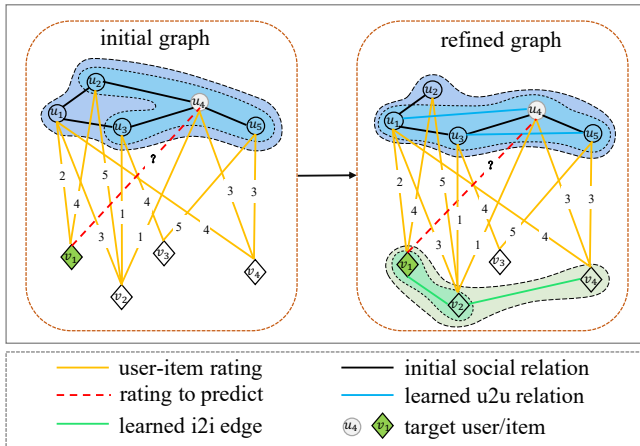 initial graph
refined graph
u2
u1
u4
u3
u5
?
2
4
5
3
1
1
4
5
4
3
3
v1
v2
v3
v4
u2
u1
u4
u3
u5
?
2
4
5
3
1
1
4
5
4
3
3
v1
v2
v3
v4
user-item rating
initial social relation
rating to predict
learned u2u relation
learned i2i edge
u4 v1 target user/item